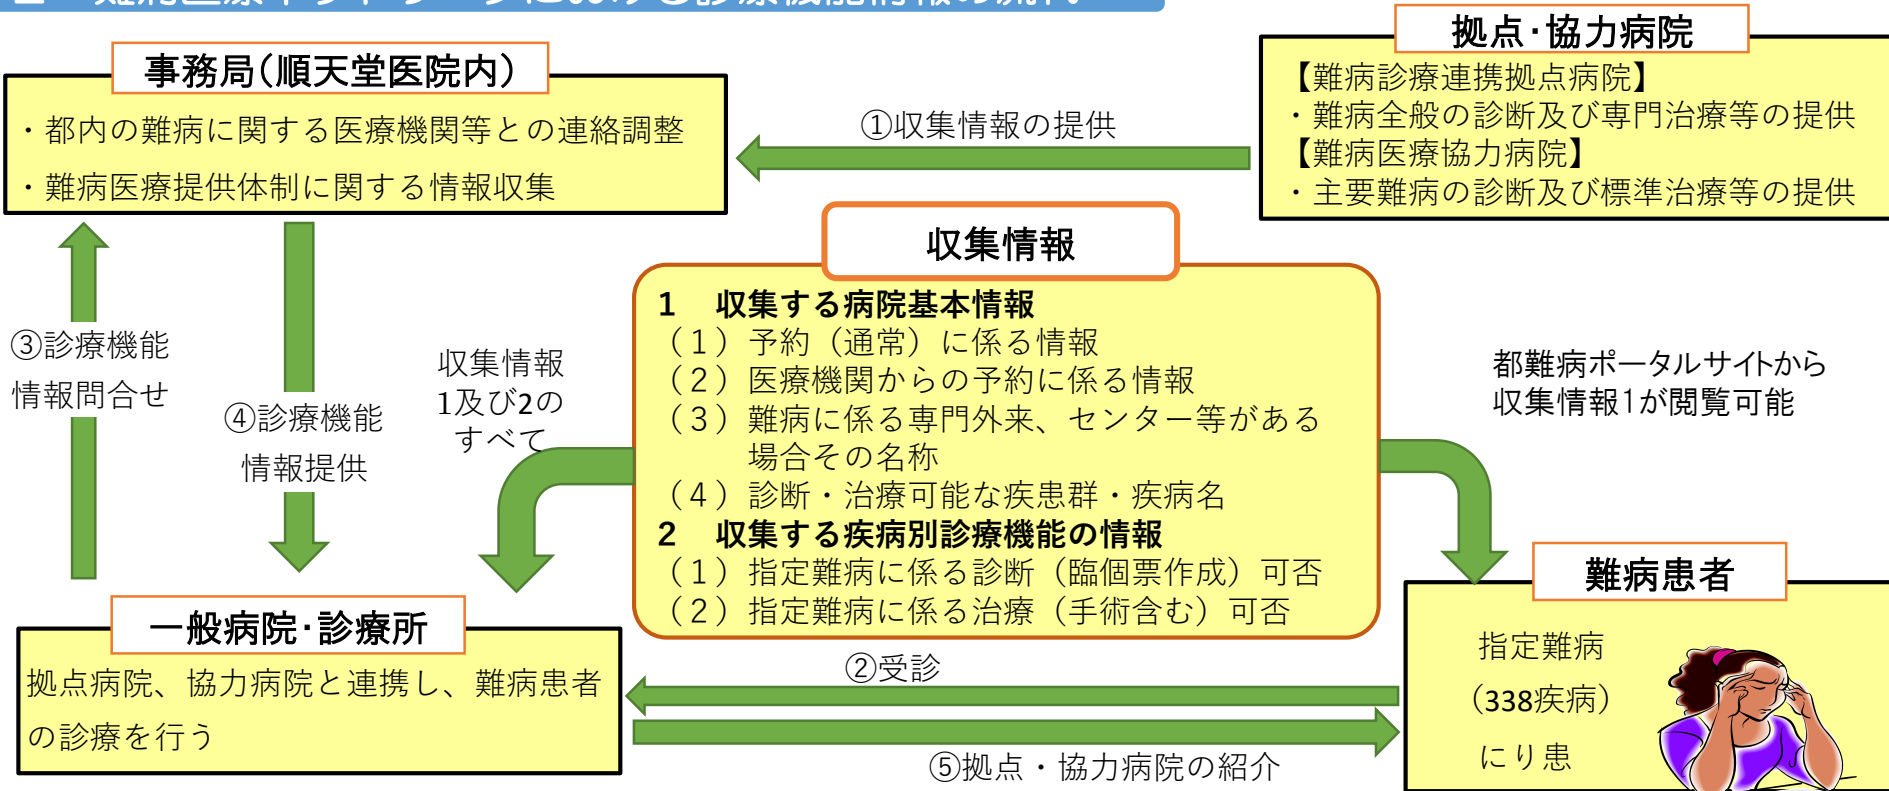 事務局（順天堂医院内）
・都内の難病に関する医療機関等との連絡調整
・難病医療提供体制に関する情報収集
①収集情報の提供
拠点・協力病院
【難病診療連携拠点病院】
・難病全般の診断及び専門治療等の提供
【難病医療協力病院】
・主要難病の診断及び標準治療等の提供
③診療機能
情報問合せ
④診療機能
情報提供
収集情報
1及び2の
すべて
収集情報
1 収集する病院基本情報
（１）予約（通常）に係る情報
（２）医療機関からの予約に係る情報
（３）難病に係る専門外来、センター等がある
場合その名称
（４）診断・治療可能な疾患群・疾病名
2 収集する疾病別診療機能の情報
（１）指定難病に係る診断（臨個票作成）可否
（２）指定難病に係る治療（手術含む）可否
都難病ポータルサイトから
収集情報1が閲覧可能
一般病院・診療所
拠点病院、協力病院と連携し、難病患者
の診療を行う
②受診
⑤拠点・協力病院の紹介
難病患者
指定難病
（338疾病）
にり患